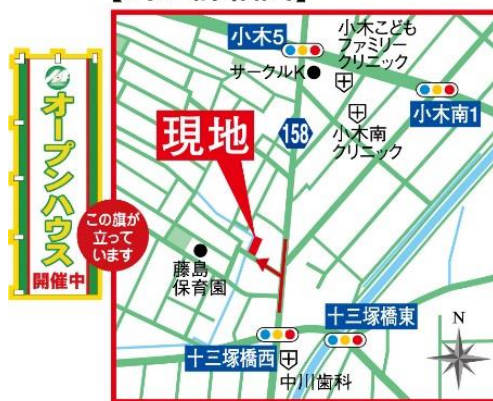 オープンハウス
開催中
この旗が
立って
います
小木5
小木こども
ファミリー
クリニック
サークルK
小木南1
158
小木南
クリニック
現地
藤島
保育園
十三塚橋東
十三塚橋西
中川歯科
N